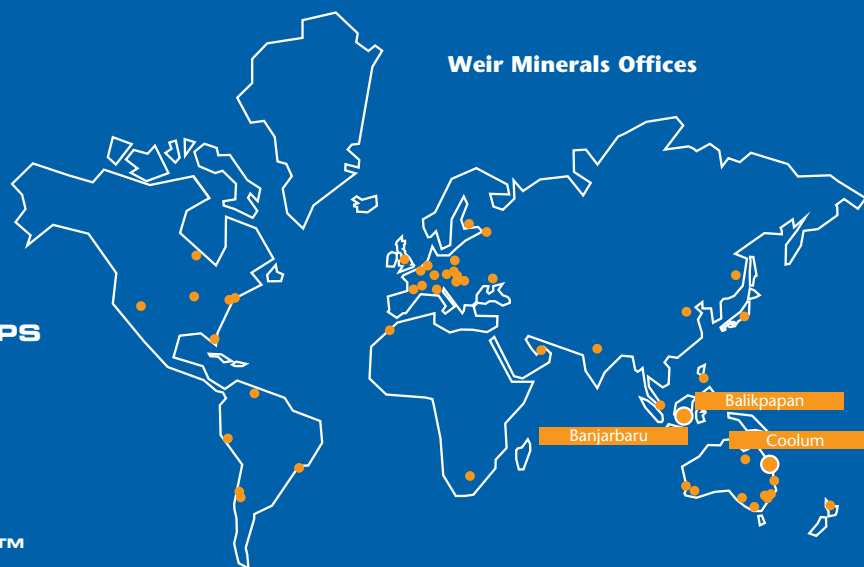 Weir Minerals Offices
PS
Balikpapan
Banjarbaru
Coolum
TM